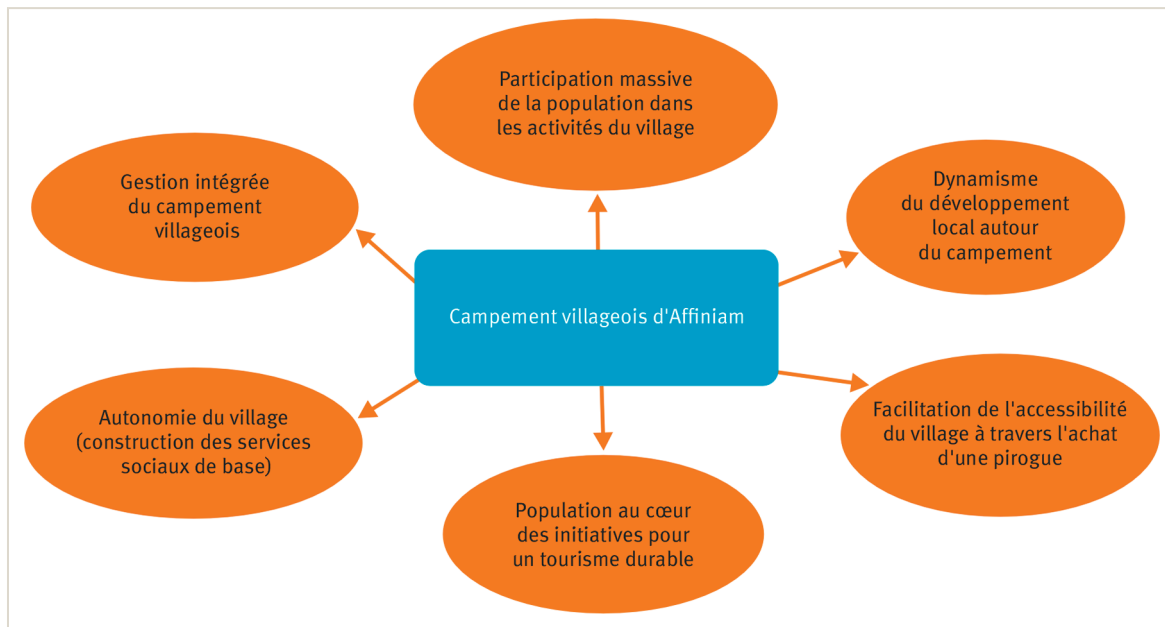 Participation massive
de la population dans
les activités du village
Gestion intégrée
du campement
villageois
Dynamisme
du développement
local autour
du campement
Campement villageois d'Affiniam
Autonomie du village
(construction des services
sociaux de base)
Facilitation de l'accessibilité
du village à travers l'achat
d'une pirogue
Population au cœur
des initiatives pour
un tourisme durable